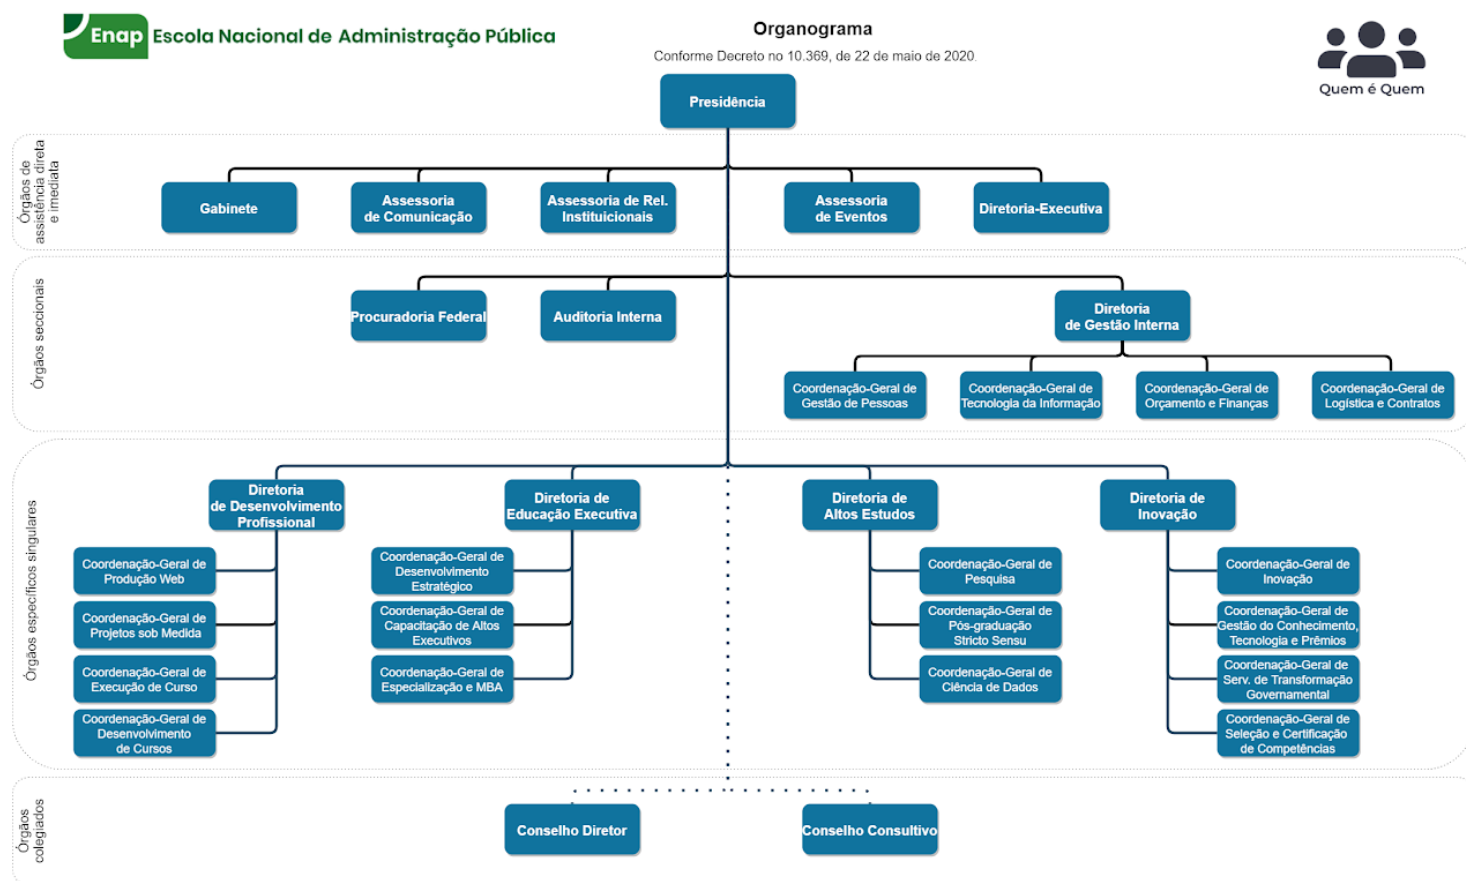 Enap Escola Nacional de Administração Pública
Organograma
Conforme Decreto no 10.369, de 22 de maio de 2020.
Quem é Quem
Presidência
Órgãos de
assistência direta
e imediata
Gabinete
Assessoria
de Comunicação
Assessoria de Rel.
Instituicionais
Assessoria
de Eventos
Diretoria-Executiva
Órgãos seccionais
Procuradoria Federal
Auditoria Interna
Diretoria
de Gestão Interna
Coordenação-Geral de
Gestão de Pessoas
Coordenação-Geral de
Tecnologia da Informação
Coordenação-Geral de
Orçamento e Finanças
Coordenação-Geral de
Logística e Contratos
Órgãos específicos singulares
Diretoria
de Desenvolvimento
Profissional
Coordenação-Geral de
Produção Web
Coordenação-Geral de
Projetos sob Medida
Coordenação-Geral de
Execução de Curso
Coordenação-Geral de
Desenvolvimento
de Cursos
Diretoria de
Educação Executiva
Coordenação-Geral de
Desenvolvimento
Estratégico
Coordenação-Geral de
Capacitação de Altos
Executivos
Coordenação-Geral de
Especialização e MBA
Diretoria de
Altos Estudos
Coordenação-Geral de
Pesquisa
Coordenação-Geral de
Pós-graduação
Stricto Sensu
Coordenação-Geral de
Ciência de Dados
Diretoria de
Inovação
Coordenação-Geral de
Inovação
Coordenação-Geral de
Gestão do Conhecimento,
Tecnologia e Prêmios
Coordenação-Geral de
Serv. de Transformação
Governamental
Coordenação-Geral de
Seleção e Certificação
de Competências
Órgãos
colegiados
Conselho Diretor
Conselho Consultivo